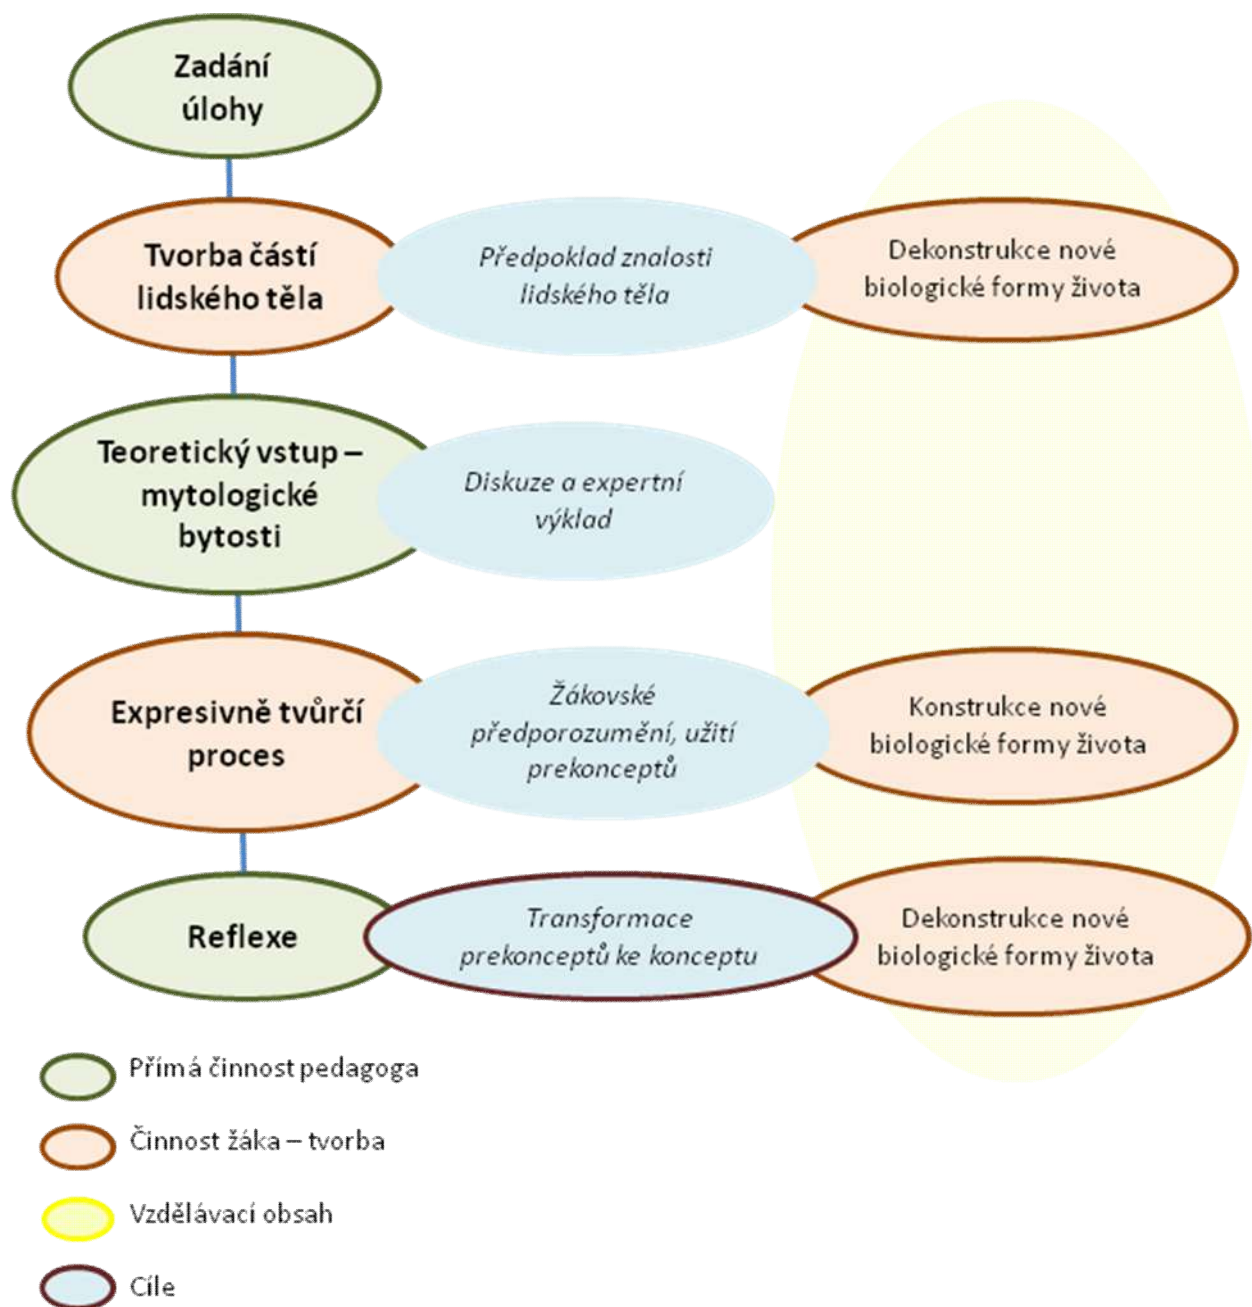 Zadání
úlohy
Tvorba částí
lidského těla
Předpoklad znalosti
lidského těla
Dekonstrukce nové
biologické formy života
Teoretický vstup –
mytologické
bytosti
Diskuze a expertní
výklad
Expresivně tvůrčí
proces
Žákovské
předporozumění, užití
prekonceptů
Konstrukce nové
biologické formy života
Reflexe
Transformace
prekonceptů ke konceptu
Dekonstrukce nové
biologické formy života
Přímá činnost pedagoga
Činnost žáka – tvorba
Vzdělávací obsah
Cíle